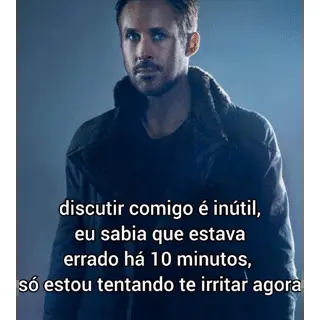 discutir comigo é inútil,
eu sabia que estava
errado há 10 minutos,
só estou tentando te irritar agora